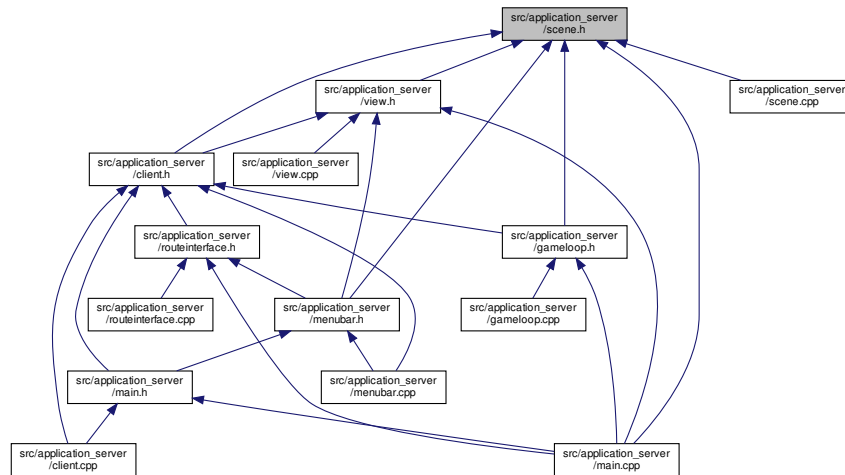 src/application_server
/scene.h
src/application_server
/view.h
src/application_server
/scene.cpp
src/application_server
/client.h
src/application_server
/view.cpp
src/application_server
/routeinterface.h
src/application_server
/gameloop.h
src/application_server
/routeinterface.cpp
src/application_server
/menubar.h
src/application_server
/gameloop.cpp
src/application_server
/main.h
src/application_server
/menubar.cpp
src/application_server
/client.cpp
src/application_server
/main.cpp